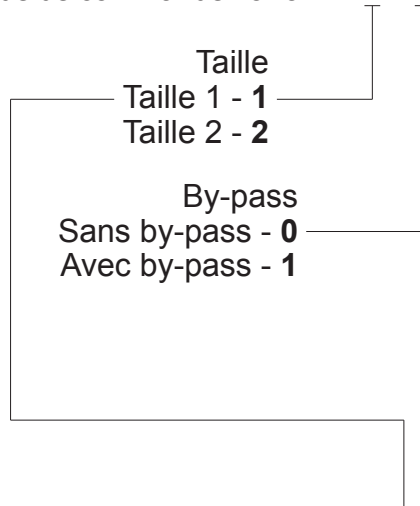 Taille
Taille 1 - 1
Taille 2 - 2
By-pass
Sans by-pass - 0
Avec by-pass - 1